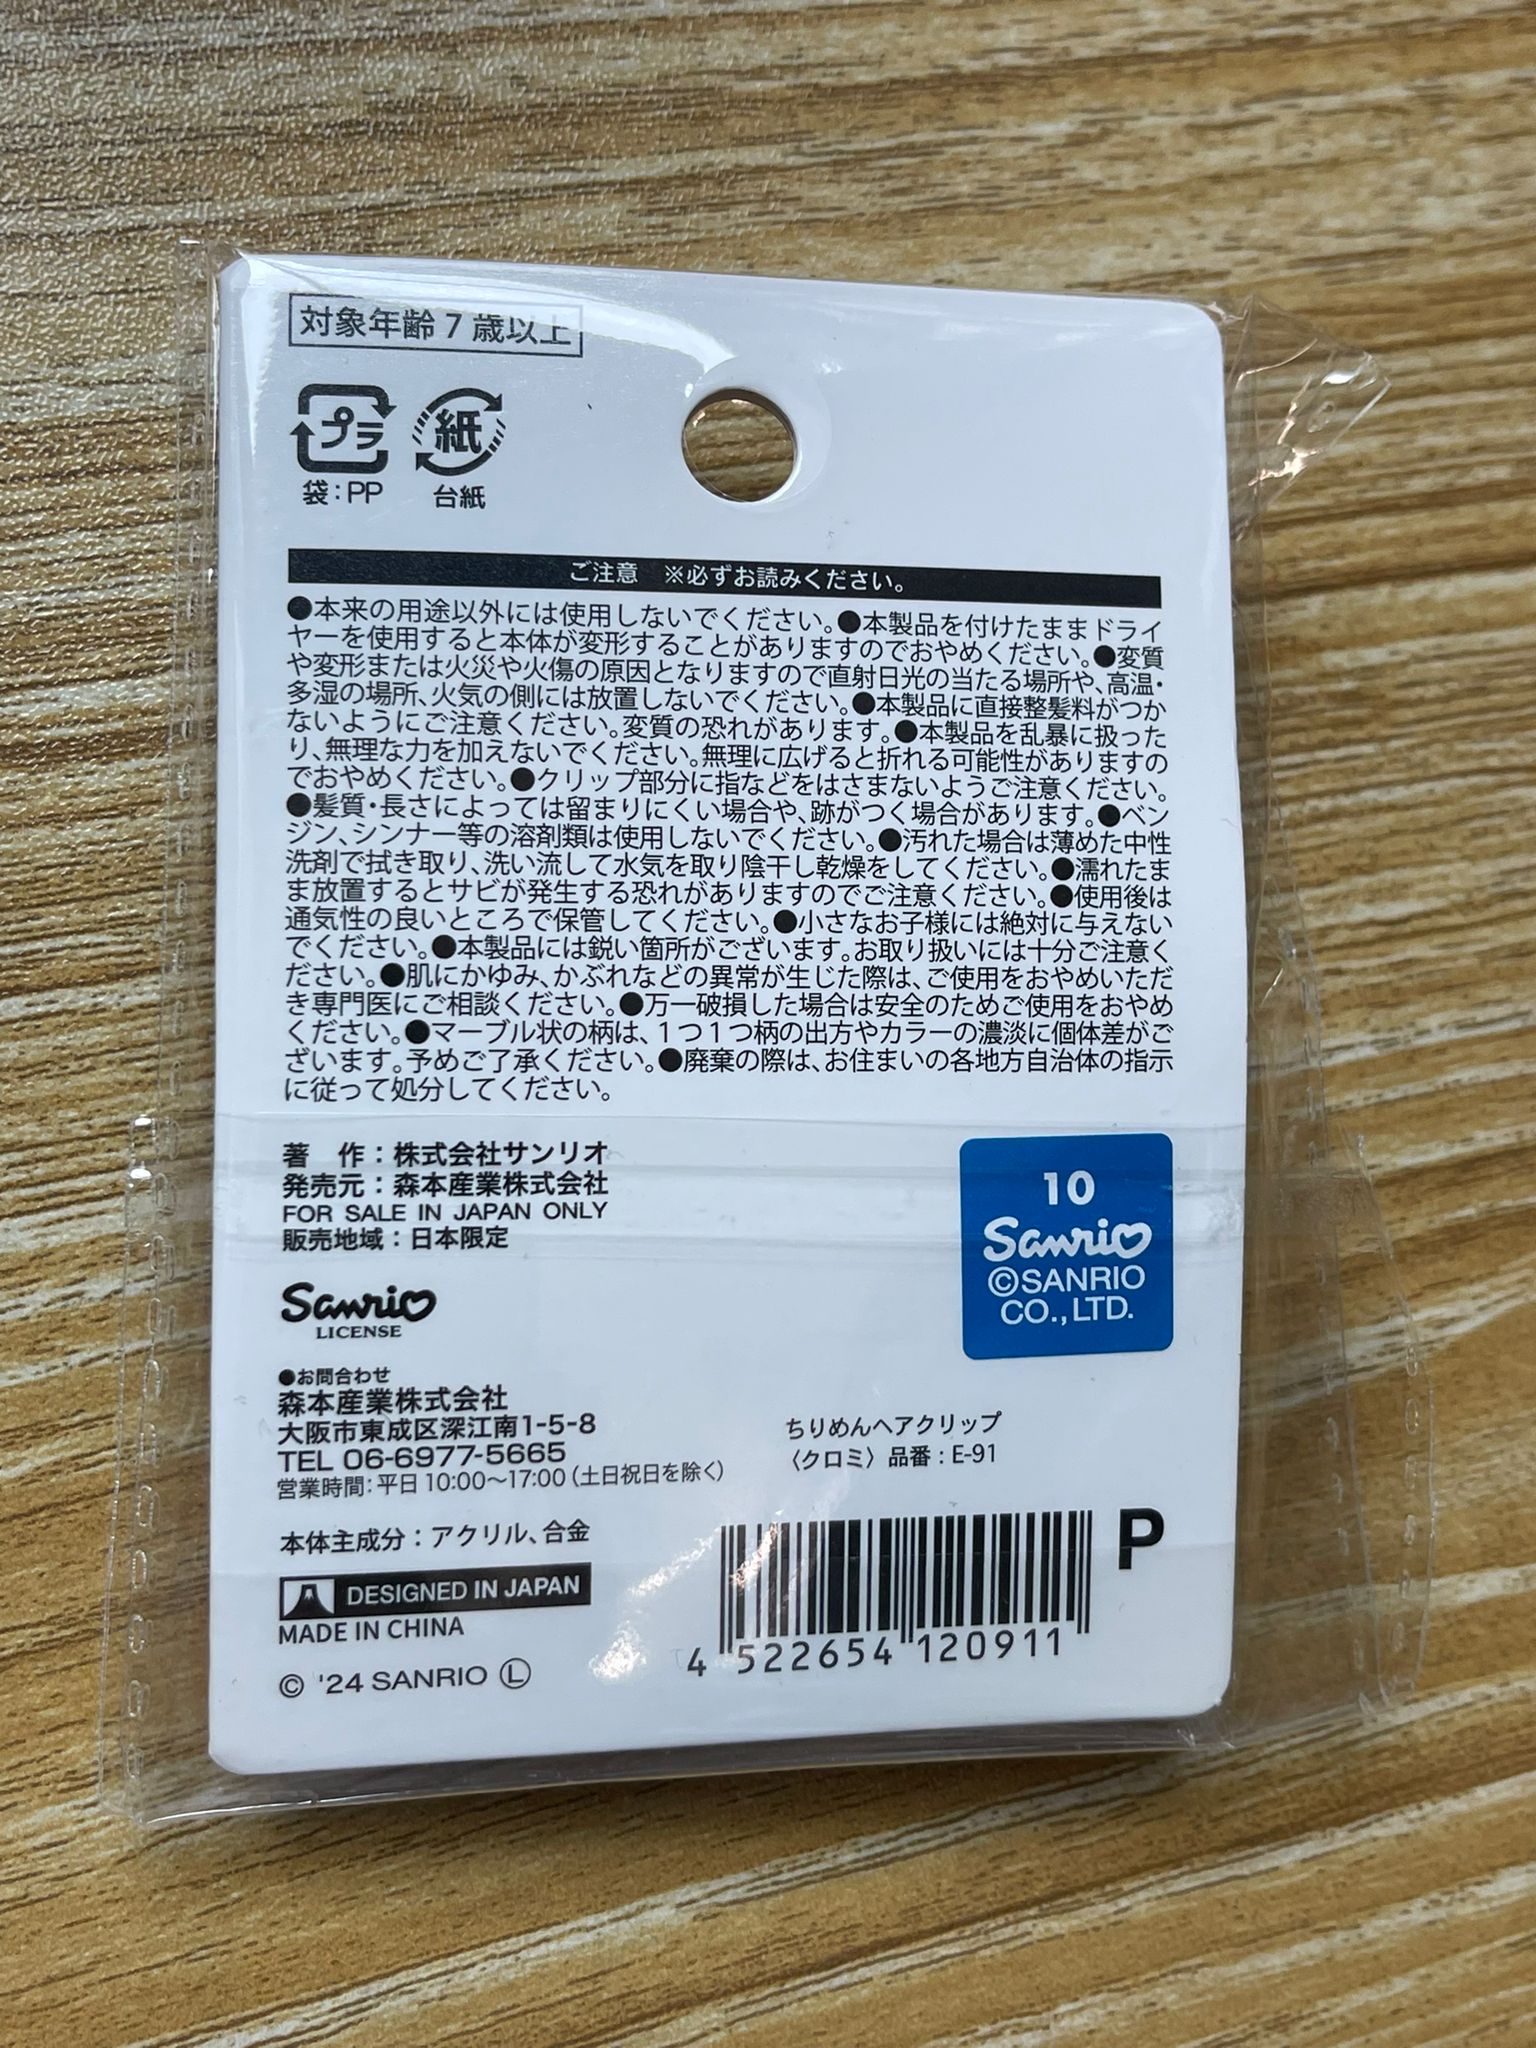 対象年齢 7 歳以上
プラ
紙
袋：PP
台紙
ご注意　※必ずお読みください。
●本来の用途以外には使用しないでください。●本製品を付けたままドライ
ヤーを使用すると本体が変形することがありますのでおやめください。●変質
や変形または火災や火傷の原因となりますので直射日光の当たる場所や、高温・
多湿の場所、火気の側には放置しないでください。●本製品に直接整髪料がつか
ないようにご注意ください。変質の恐れがあります。●本製品を乱暴に扱った
り、無理な力を加えないでください。無理に広げると折れる可能性がありますの
でおやめください。●クリップ部分に指などをはさまないようご注意ください。
●髪質・長さによっては留まりにくい場合や、跡がつく場合があります。●ベン
ジン、シンナー等の溶剤類は使用しないでください。●汚れた場合は薄めた中性
洗剤で拭き取り、洗い流して水気を取り陰干し乾燥をしてください。●濡れたま
ま放置するとサビが発生する恐れがありますのでご注意ください。●使用後は
通気性の良いところで保管してください。●小さなお子様には絶対に与えない
でください。●本製品には鋭い箇所がございます。お取り扱いには十分ご注意く
ださい。●肌にかゆみ、かぶれなどの異常が生じた際は、ご使用をおやめいただ
き専門医にご相談ください。●万一破損した場合は安全のためご使用をおやめ
ください。●マーブル状の柄は、1つ1つ柄の出方やカラーの濃淡に個体差がご
ざいます。予めご了承ください。●廃棄の際は、お住まいの各地方自治体の指示
に従って処分してください。
著　作：株式会社サンリオ
発売元：森本産業株式会社
FOR SALE IN JAPAN ONLY
販売地域：日本限定
10
Sanrio
©SANRIO
CO., LTD.
Sanrio
LICENSE
●お問合わせ
森本産業株式会社
大阪市東成区深江南1-5-8
TEL 06-6977-5665
営業時間：平日 10:00～17:00（土日祝日を除く）
ちりめんヘアクリップ
〈クロミ〉品番：E-91
本体主成分：アクリル、合金
DESIGNED IN JAPAN
MADE IN CHINA
© '24 SANRIO Ⓛ
P
4 522654 120911